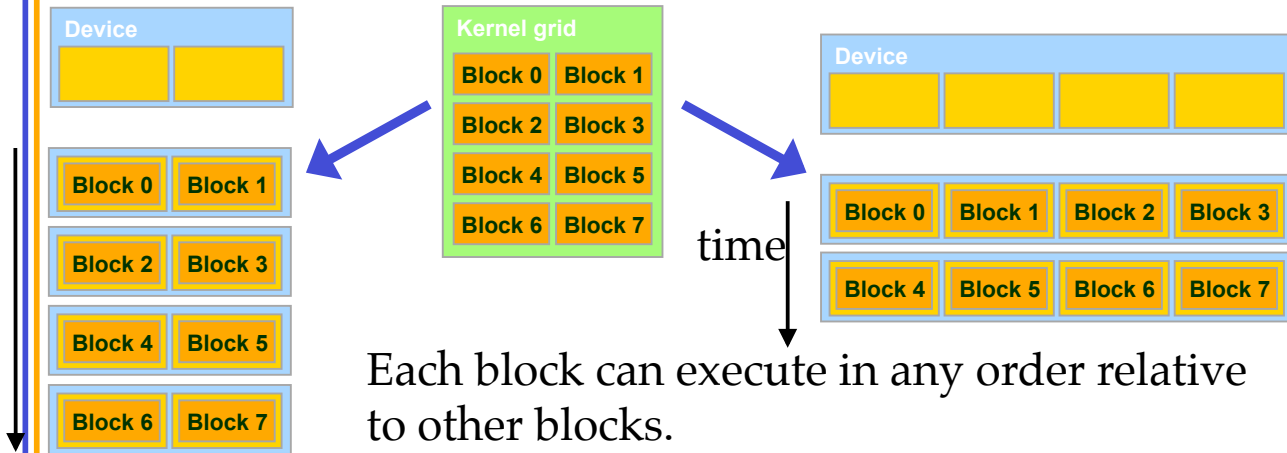 Device
Block 0 Block 1
Block 2 Block 3
Block 4 Block 5
Block 6 Block 7
Kernel grid
Block 0 Block 1
Block 2 Block 3
Block 4 Block 5
Block 6 Block 7
Device
Block 0 Block 1 Block 2 Block 3
Block 4 Block 5 Block 6 Block 7
time
Each block can execute in any order relative
to other blocks.